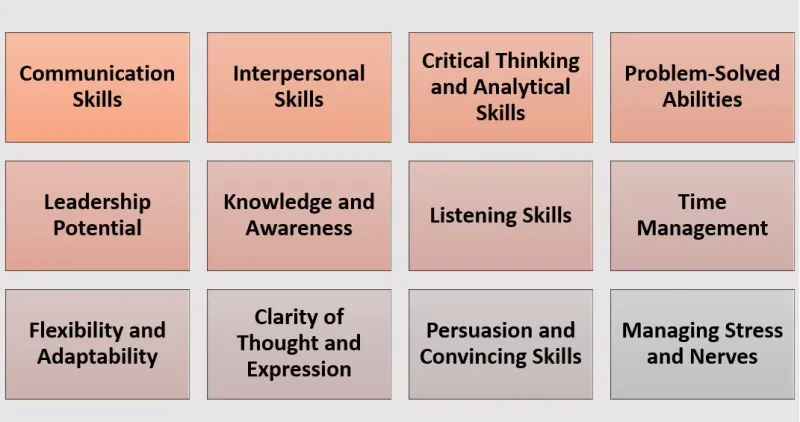 Communication
Skills
Interpersonal
Skills
Critical Thinking
and Analytical
Skills
Problem-Solved
Abilities
Leadership
Potential
Knowledge and
Awareness
Listening Skills
Time
Management
Flexibility and
Adaptability
Clarity of
Thought and
Expression
Persuasion and
Convincing Skills
Managing Stress
and Nerves